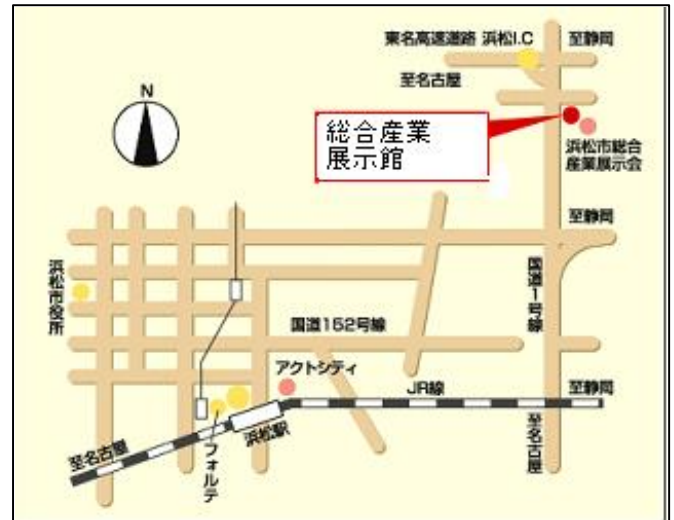 東名高速道路 浜松I.C
至静岡
至名古屋
N
総合産業
展示館
浜松市総合
産業展示会
至静岡
浜松市役所
国道1号線
国道152号線
アクトシティ
JR線
至静岡
至名古屋
浜松駅
至名古屋
フォルテ